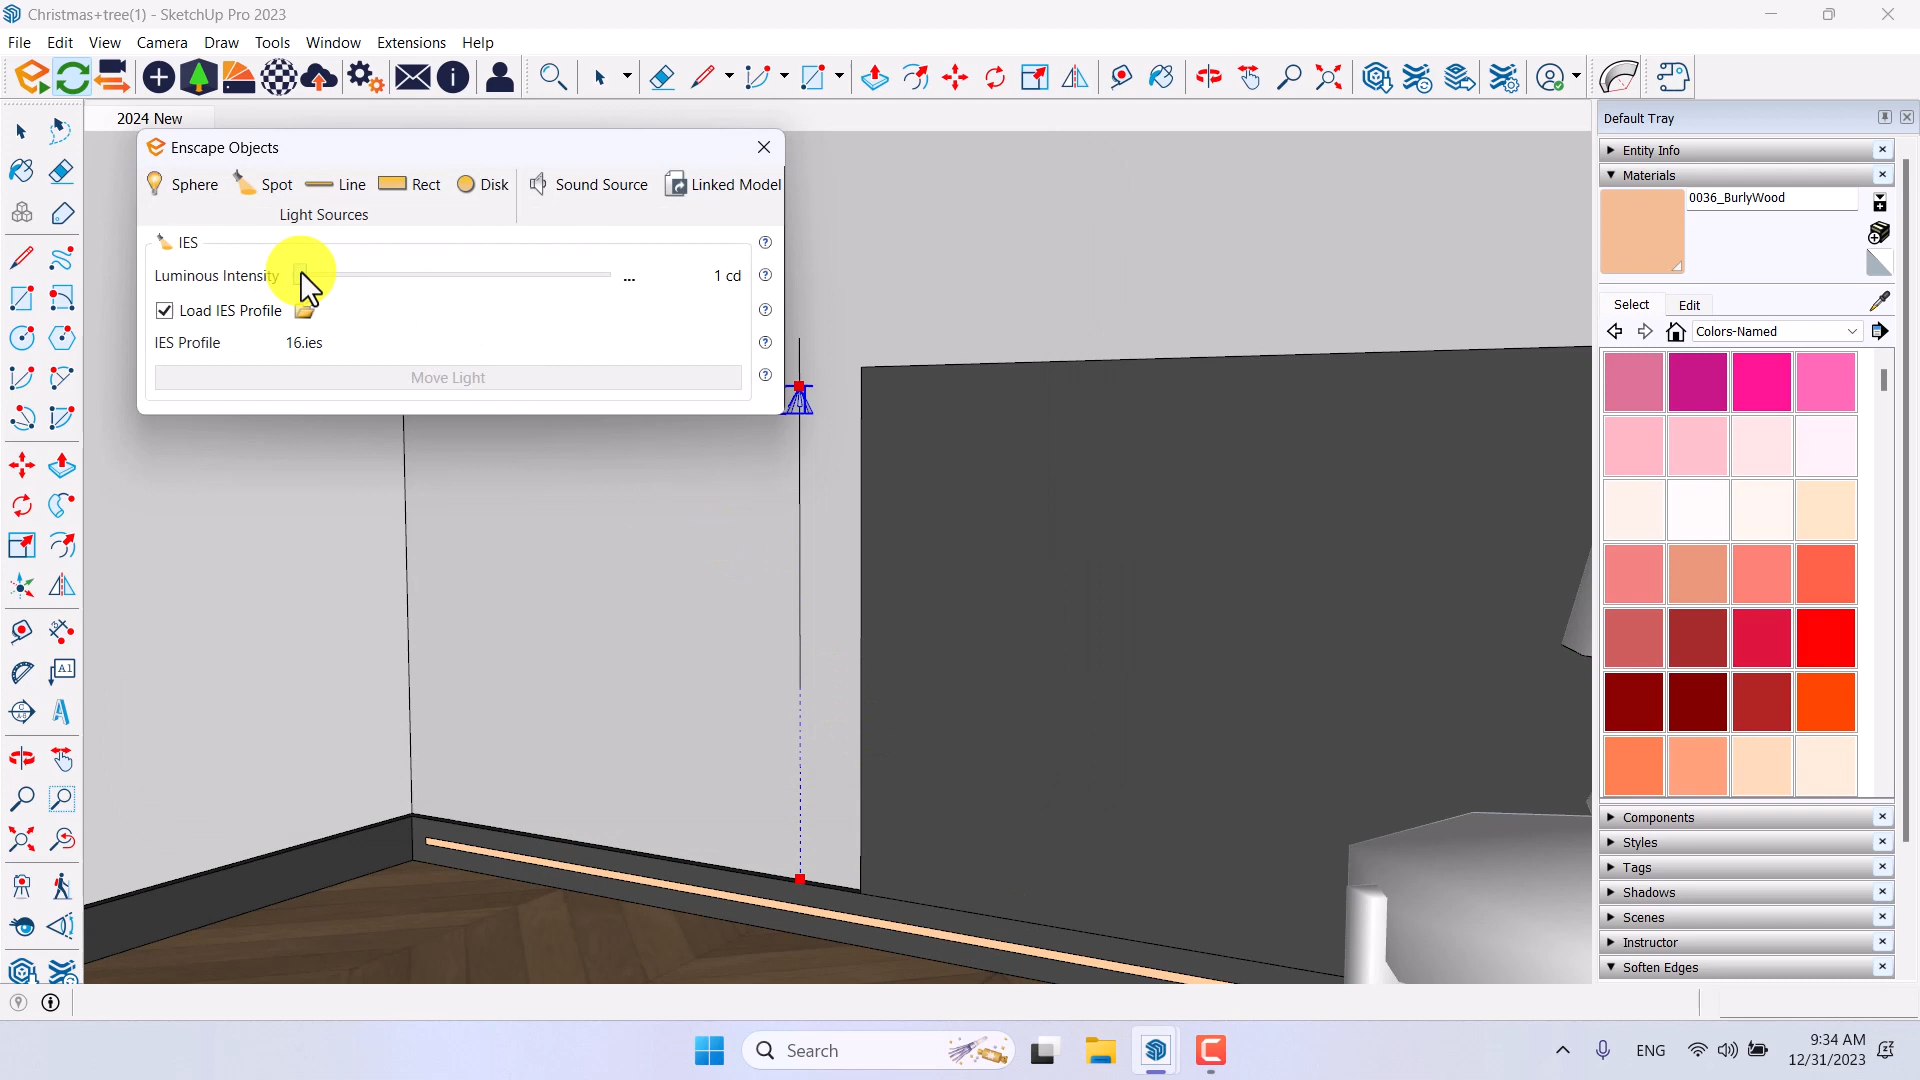 Christmas+tree(1) - SketchUp Pro 2023
File Edit View Camera Draw Tools Window Extensions Help
2024 New
Default Tray
Enscape Objects
Entity Info
Materials
Sphere Spot Line Rect Disk Sound Source Linked Model
0036_BurlyWood
Light Sources
IES
Luminous Intensity ... 1 cd
Load IES Profile
Select Edit
IES Profile 16.ies
Colors-Named
Move Light
A1
Components
Styles
Tags
Shadows
Scenes
Instructor
Soften Edges
Search
ENG
9:34 AM
12/31/2023